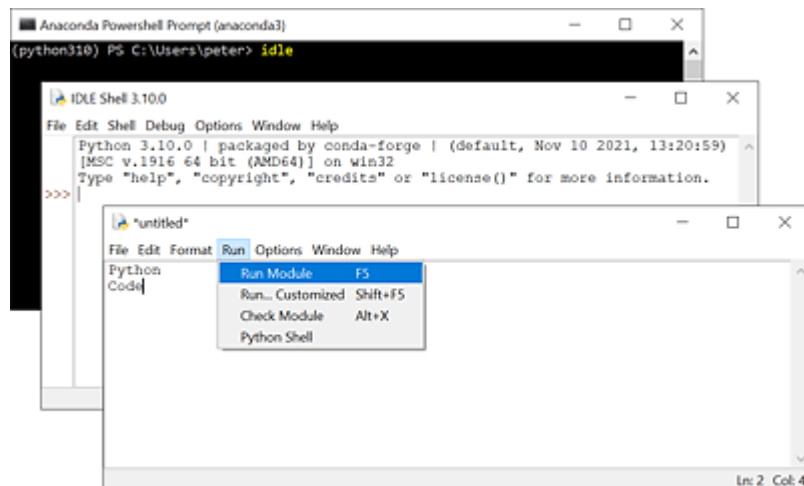 Anaconda Powershell Prompt (anaconda3)
(python310) PS C:\Users\peter> idle
IDLE Shell 3.10.0
File Edit Shell Debug Options Window Help
Python 3.10.0 | packaged by conda-forge | (default, Nov 10 2021, 13:20:59)
[MSC v.1916 64 bit (AMD64)] on win32
Type "help", "copyright", "credits" or "license()" for more information.
>>>
*untitled*
File Edit Format Run Options Window Help
Python
Code
Run Module F5
Run... Customized Shift+F5
Check Module Alt+X
Python Shell
Ln: 2 Col: 4